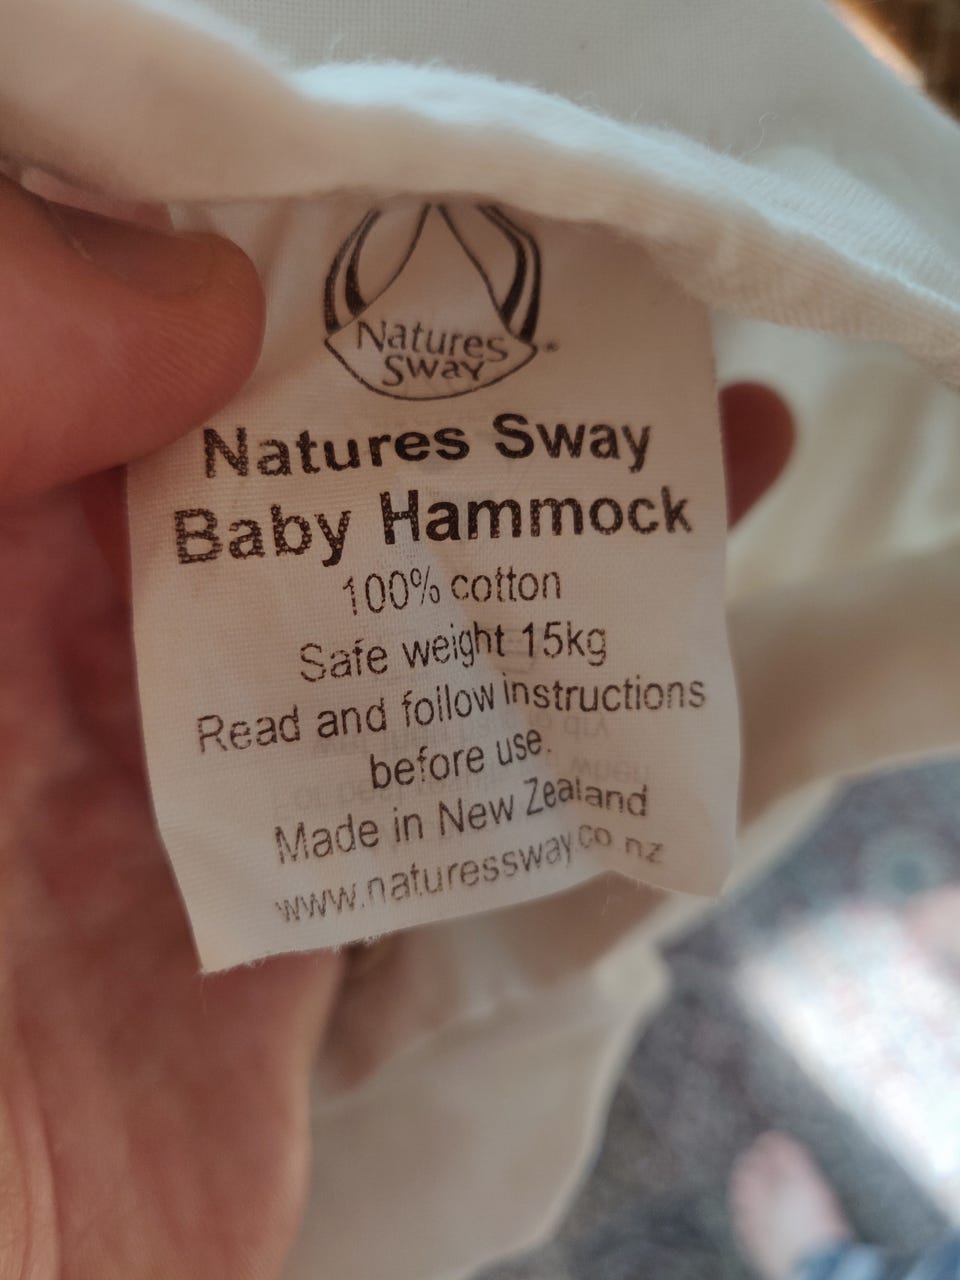 Natures
Sway
Natures Sway
Baby Hammock
100% cotton
Safe weight 15kg
Read and follow instructions
before use.
Made in New Zealand
www.naturessway.co.nz